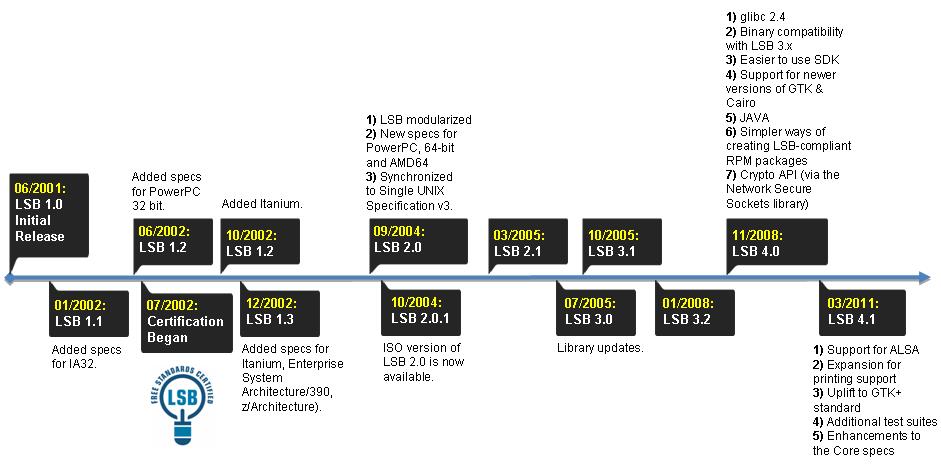 1) glibc 2.4
2) Binary compatibility
with LSB 3.x
3) Easier to use SDK
4) Support for newer
versions of GTK &
Cairo
5) JAVA
6) Simpler ways of
creating LSB-compliant
RPM packages
7) Crypto API (via the
Network Secure
Sockets library)
1) LSB modularized
2) New specs for
PowerPC, 64-bit
and AMD64
3) Synchronized
to Single UNIX
Specification v3.
Added specs
for PowerPC
32 bit.
Added Itanium.
06/2001:
LSB 1.0
Initial
Release
06/2002:
LSB 1.2
10/2002:
LSB 1.2
09/2004:
LSB 2.0
03/2005:
LSB 2.1
10/2005:
LSB 3.1
11/2008:
LSB 4.0
01/2002:
LSB 1.1
Added specs
for IA32.
07/2002:
Certification
Began
FREE STANDARDS CERTIFIED
LSB
12/2002:
LSB 1.3
Added specs for
Itanium, Enterprise
System
Architecture/390,
z/Architecture).
10/2004:
LSB 2.0.1
ISO version of
LSB 2.0 is now
available.
07/2005:
LSB 3.0
Library updates.
01/2008:
LSB 3.2
03/2011:
LSB 4.1
1) Support for ALSA
2) Expansion for
printing support
3) Uplift to GTK+
standard
4) Additional test suites
5) Enhancements to
the Core specs